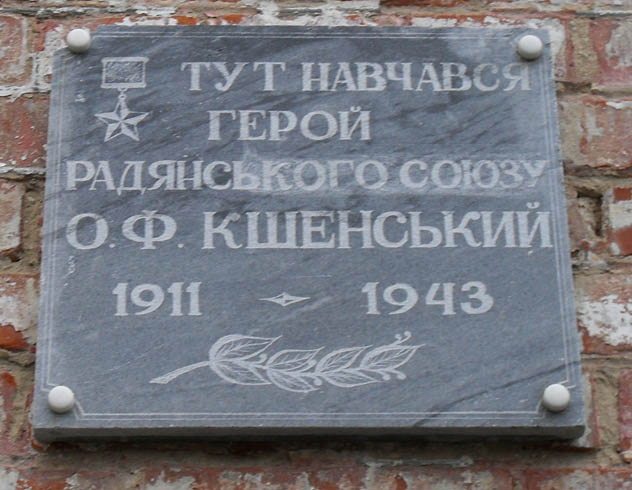 ТУТ НАВЧАВСЯ
ГЕРОЙ
РАДЯНСЬКОГО СОЮЗУ
О. Ф. КШЕНСЬКИЙ
1911 1943